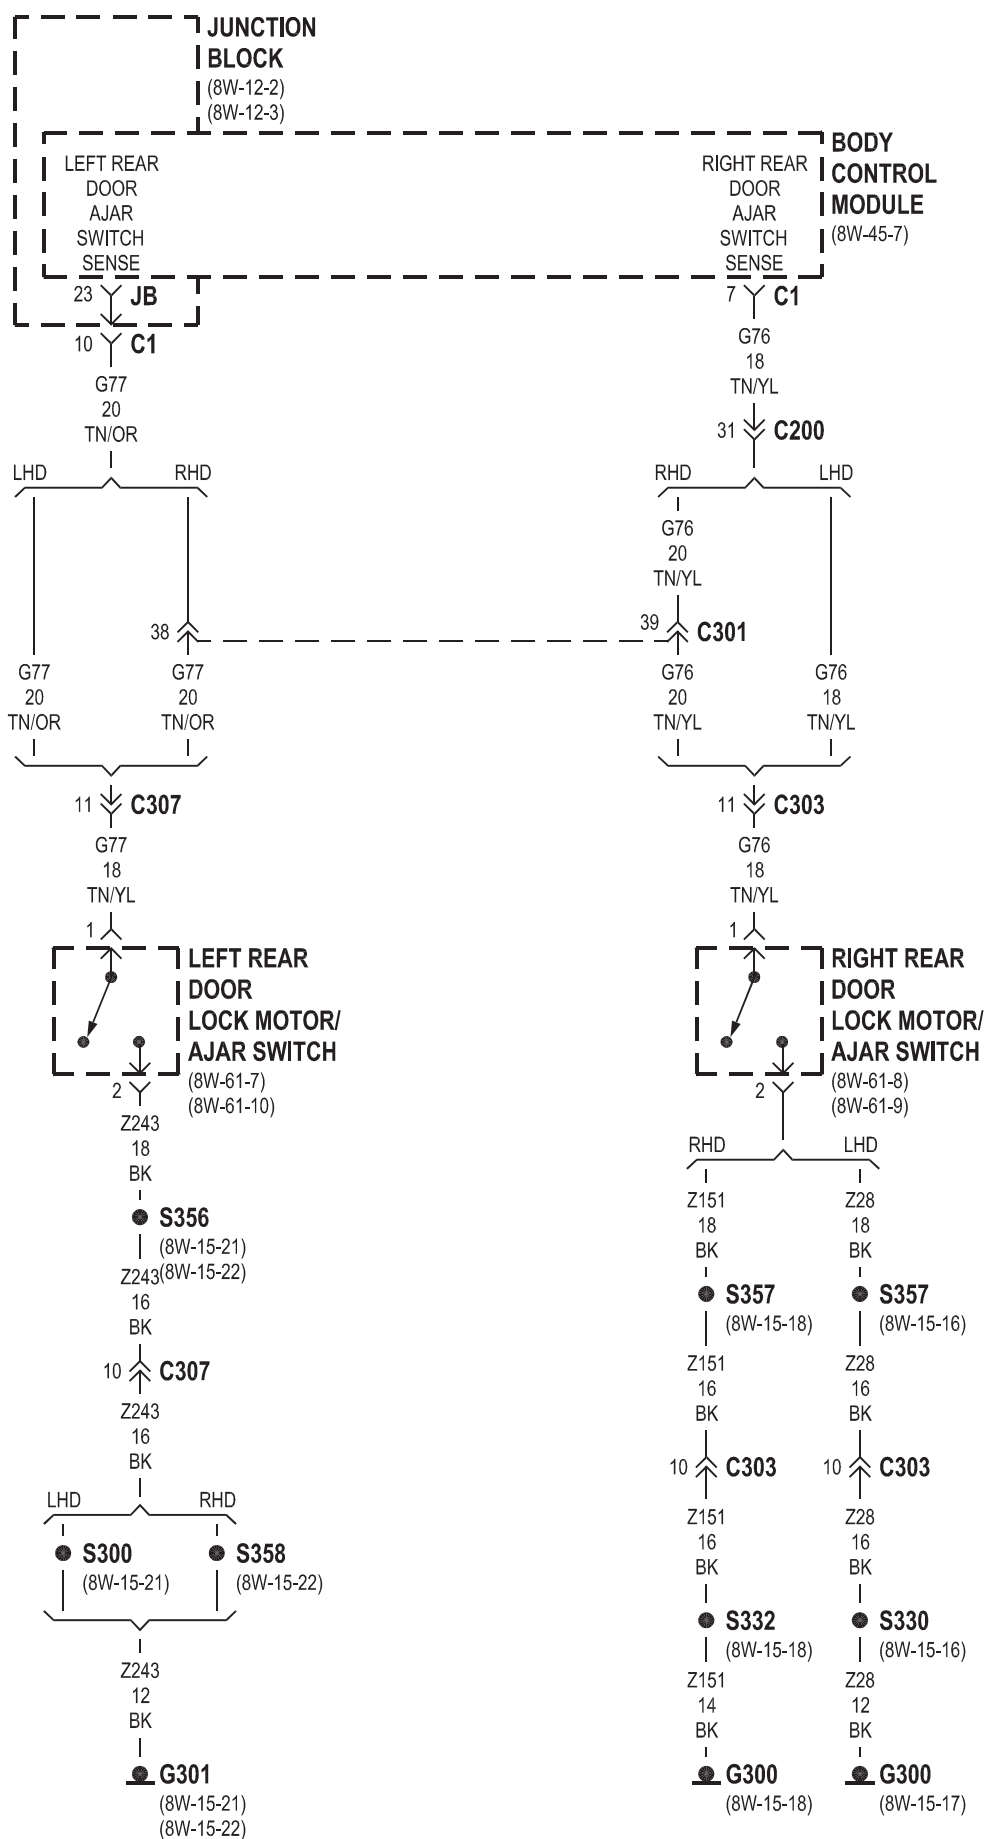 JUNCTION
BLOCK
(8W-12-2)
(8W-12-3)
BODY
CONTROL
MODULE
(8W-45-7)
LEFT REAR
DOOR
AJAR
SWITCH
SENSE
RIGHT REAR
DOOR
AJAR
SWITCH
SENSE
23 JB
10 C1
G77
20
TN/OR
7 C1
G76
18
TN/YL
31 C200
LHD RHD
RHD LHD
G76
20
TN/YL
38
39 C301
G77
20
TN/OR
G77
20
TN/OR
G76
20
TN/YL
G76
18
TN/YL
11 C307
G77
18
TN/YL
1
11 C303
G76
18
TN/YL
1
LEFT REAR
DOOR
LOCK MOTOR/
AJAR SWITCH
(8W-61-7)
(8W-61-10)
2
RIGHT REAR
DOOR
LOCK MOTOR/
AJAR SWITCH
(8W-61-8)
(8W-61-9)
2
Z243
18
BK
S356
(8W-15-21)
(8W-15-22)
Z243
16
BK
10 C307
Z243
16
BK
LHD RHD
S300
(8W-15-21)
S358
(8W-15-22)
Z243
12
BK
G301
(8W-15-21)
(8W-15-22)
RHD LHD
Z151
18
BK
S357
(8W-15-18)
Z151
16
BK
10 C303
Z151
16
BK
S332
(8W-15-18)
Z151
14
BK
G300
(8W-15-18)
Z28
18
BK
S357
(8W-15-16)
Z28
16
BK
10 C303
Z28
16
BK
S330
(8W-15-16)
Z28
12
BK
G300
(8W-15-17)